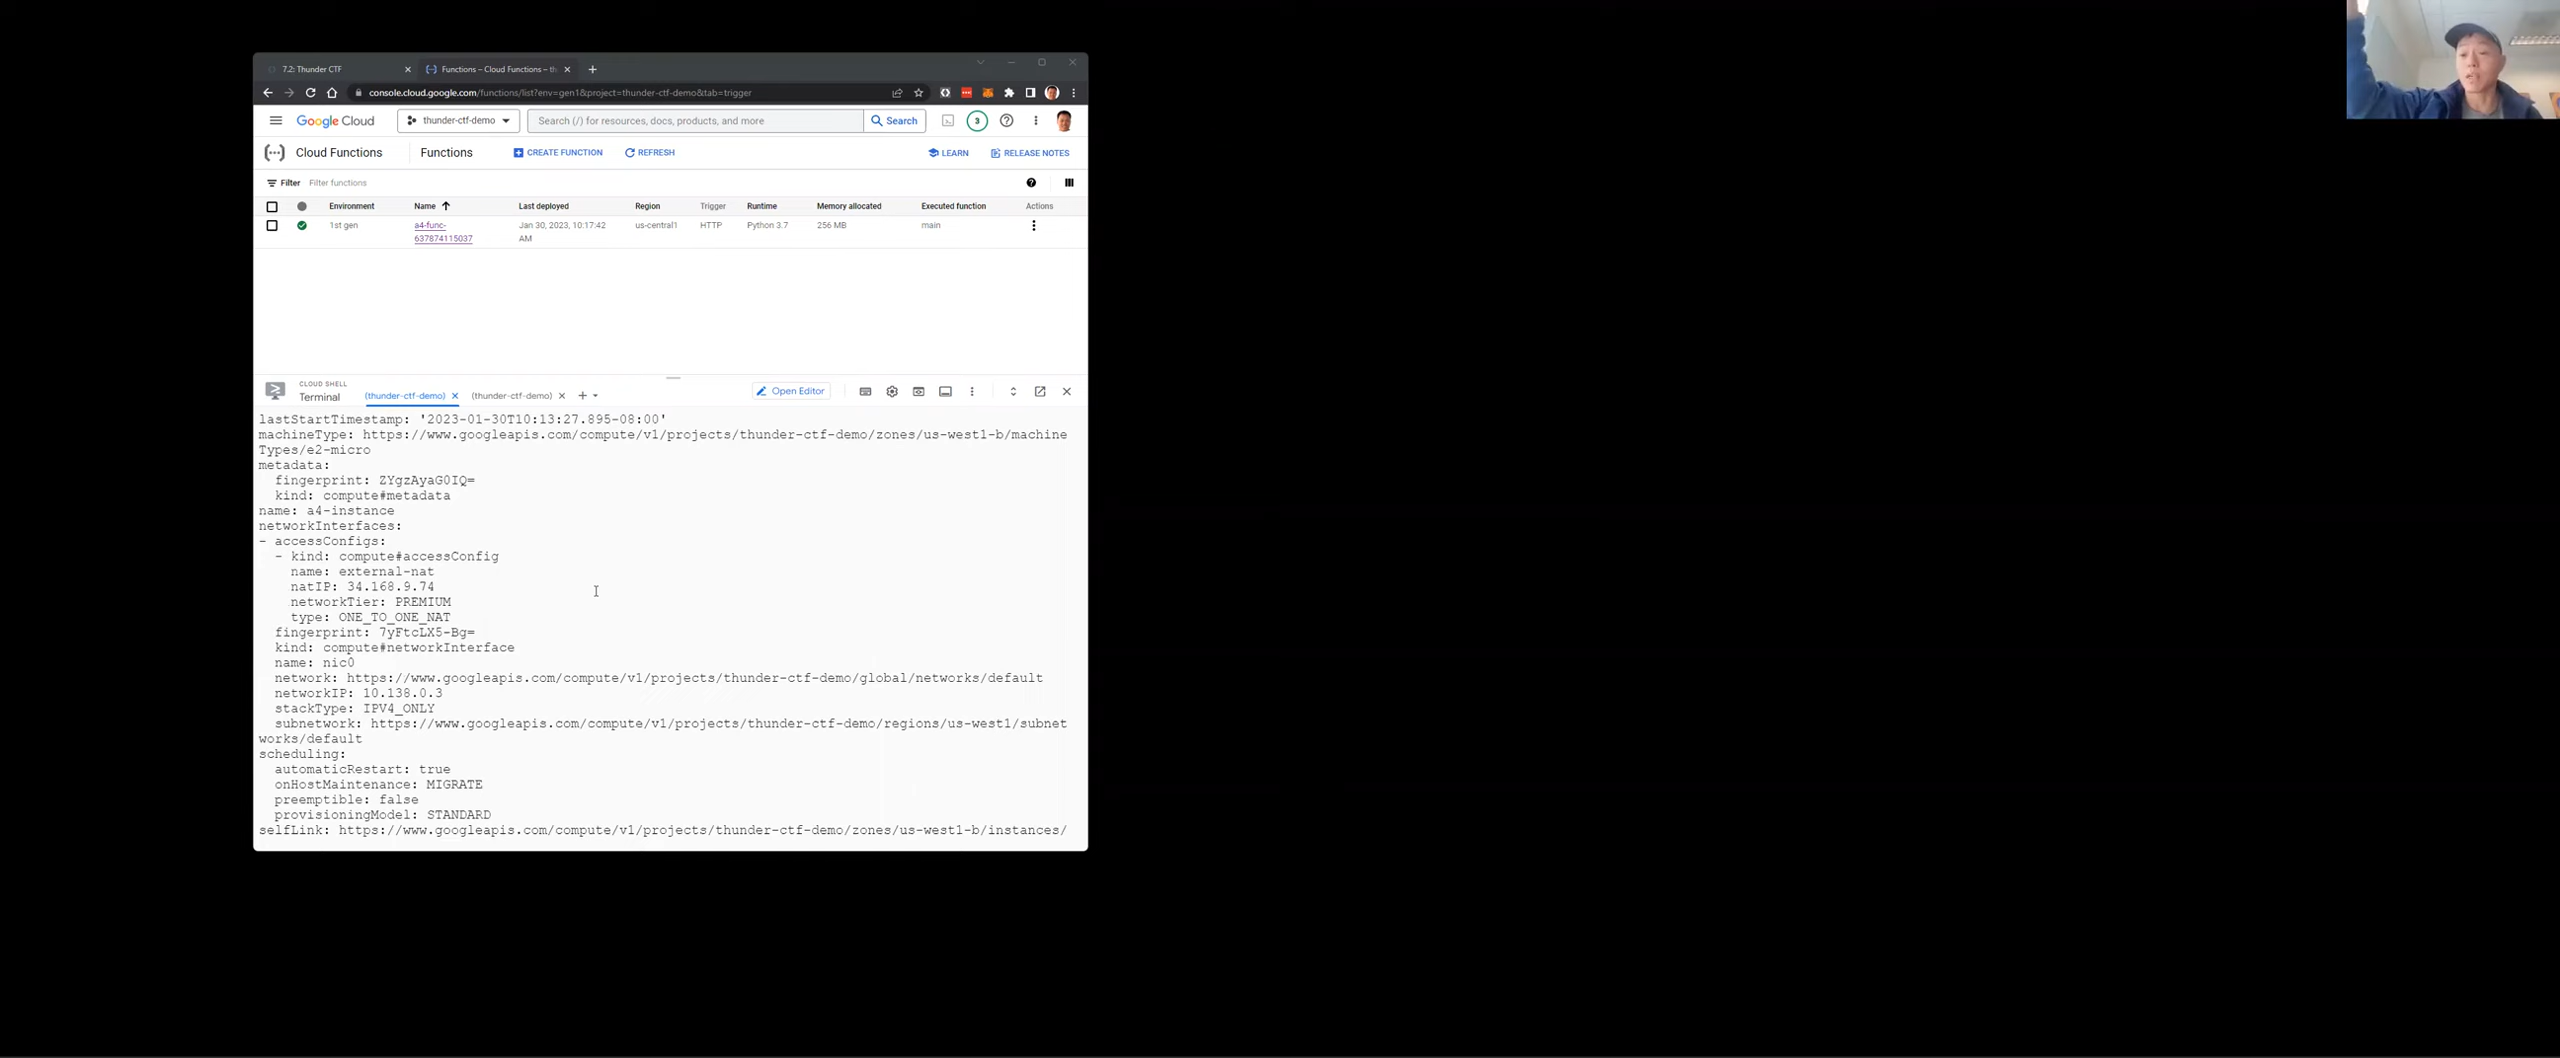 7.2: Thunder CTF
Functions – Cloud Functions – th
console.cloud.google.com/functions/list?env=gen1&project=thunder-ctf-demo&tab=trigger
Google Cloud
thunder-ctf-demo
Search (/) for resources, docs, products, and more
Search
3
Cloud Functions
Functions
CREATE FUNCTION
REFRESH
LEARN
RELEASE NOTES
Filter
Filter functions
Environment Name Last deployed Region Trigger Runtime Memory allocated Executed function Actions
1st gen a4-func- Jan 30, 2023, 10:17:42 us-central1 HTTP Python 3.7 256 MB main
637874115037 AM
CLOUD SHELL
Terminal
(thunder-ctf-demo)
(thunder-ctf-demo)
Open Editor
lastStartTimestamp: '2023-01-30T10:13:27.895-08:00'
machineType: https://www.googleapis.com/compute/v1/projects/thunder-ctf-demo/zones/us-west1-b/machine
Types/e2-micro
metadata:
fingerprint: ZYgzAyaG0IQ=
kind: compute#metadata
name: a4-instance
networkInterfaces:
- accessConfigs:
- kind: compute#accessConfig
name: external-nat
natIP: 34.168.9.74
networkTier: PREMIUM
type: ONE_TO_ONE_NAT
fingerprint: 7yFtcLX5-Bg=
kind: compute#networkInterface
name: nic0
network: https://www.googleapis.com/compute/v1/projects/thunder-ctf-demo/global/networks/default
networkIP: 10.138.0.3
stackType: IPV4_ONLY
subnetwork: https://www.googleapis.com/compute/v1/projects/thunder-ctf-demo/regions/us-west1/subnet
works/default
scheduling:
automaticRestart: true
onHostMaintenance: MIGRATE
preemptible: false
provisioningModel: STANDARD
selfLink: https://www.googleapis.com/compute/v1/projects/thunder-ctf-demo/zones/us-west1-b/instances/